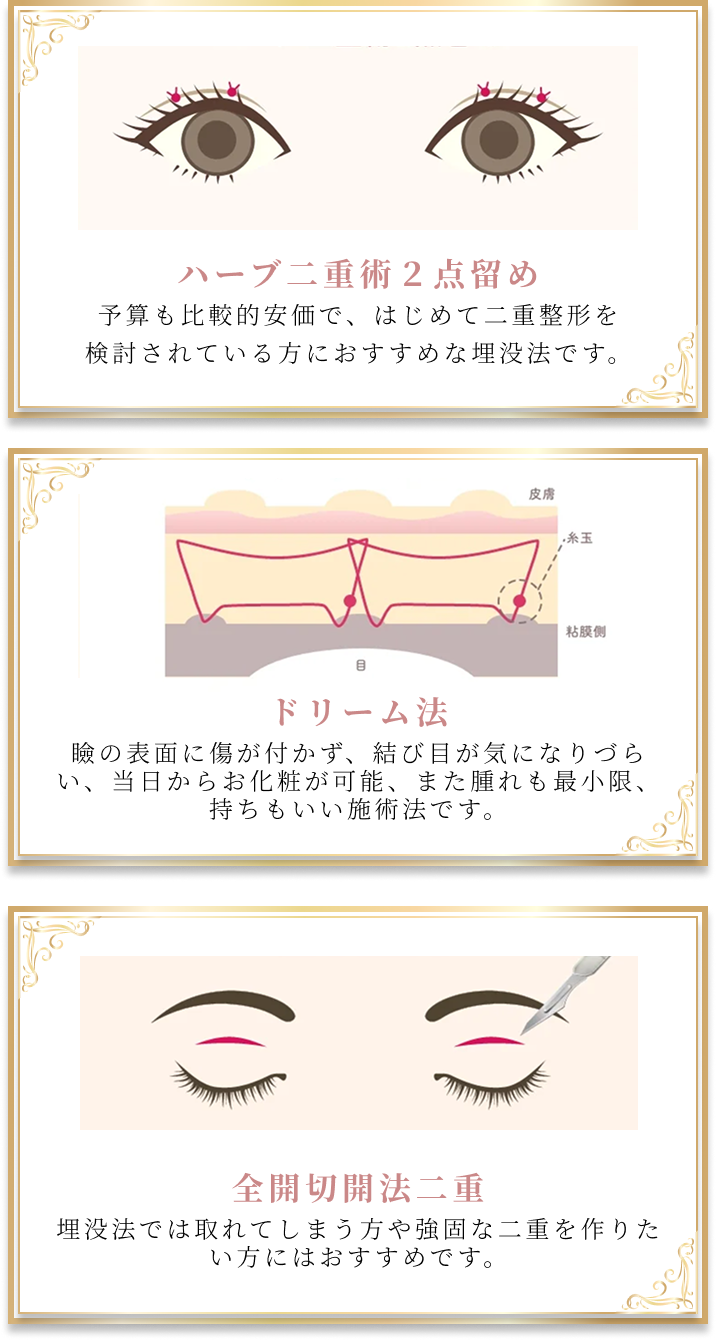 ハーブ二重術２点留め
予算も比較的安価で、はじめて二重整形を
検討されている方におすすめな埋没法です。
皮膚
糸玉
粘膜側
目
ドリーム法
瞼の表面に傷が付かず、結び目が気になりづら
い、当日からお化粧が可能、また腫れも最小限、
持ちもいい施術法です。
全開切開法二重
埋没法では取れてしまう方や強固な二重を作りた
い方にはおすすめです。